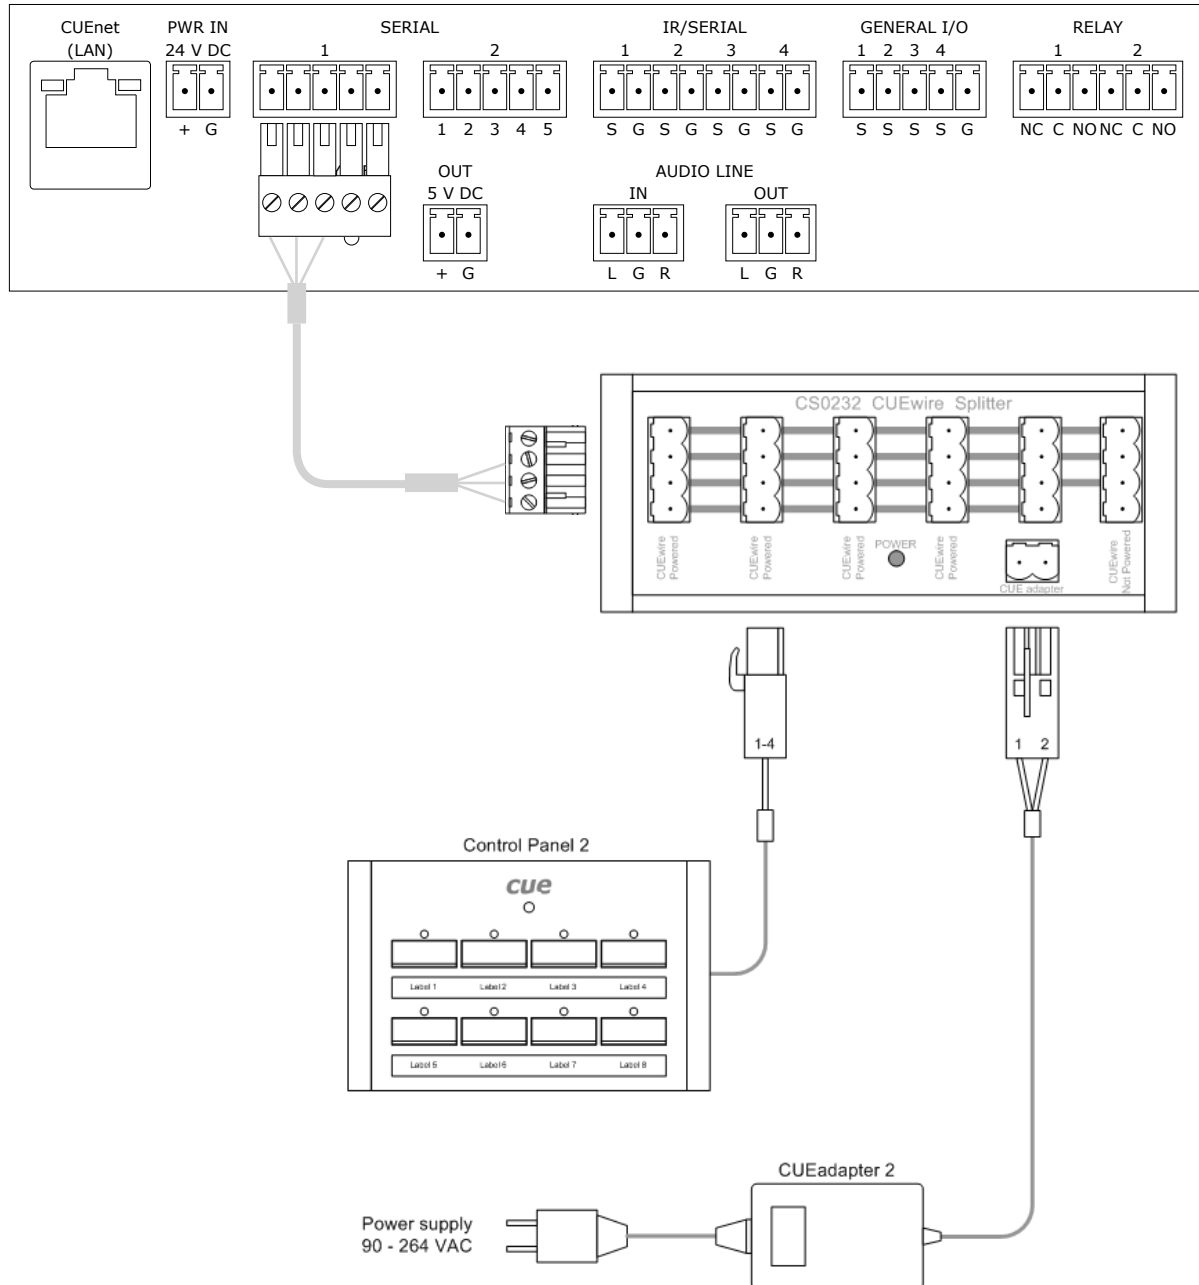 CUEnet
(LAN)
PWR IN
24 V DC
+ G
SERIAL
1 2
1 2 3 4 5
OUT
5 V DC
+ G
IR/SERIAL
1 2 3 4
S G S G S G S G
AUDIO LINE
IN OUT
L G R L G R
GENERAL I/O
1 2 3 4
S S S S G
RELAY
1 2
NC C NO NC C NO
CS0232 CUEwire Splitter
CUEwire
Powered
CUEwire
Powered
CUEwire
Powered
POWER
CUEwire
Powered
CUE adapter
CUEwire
Not Powered
1-4
1 2
Control Panel 2
cue
Label 1 Label 2 Label 3 Label 4
Label 5 Label 6 Label 7 Label 8
CUEadapter 2
Power supply
90 - 264 VAC